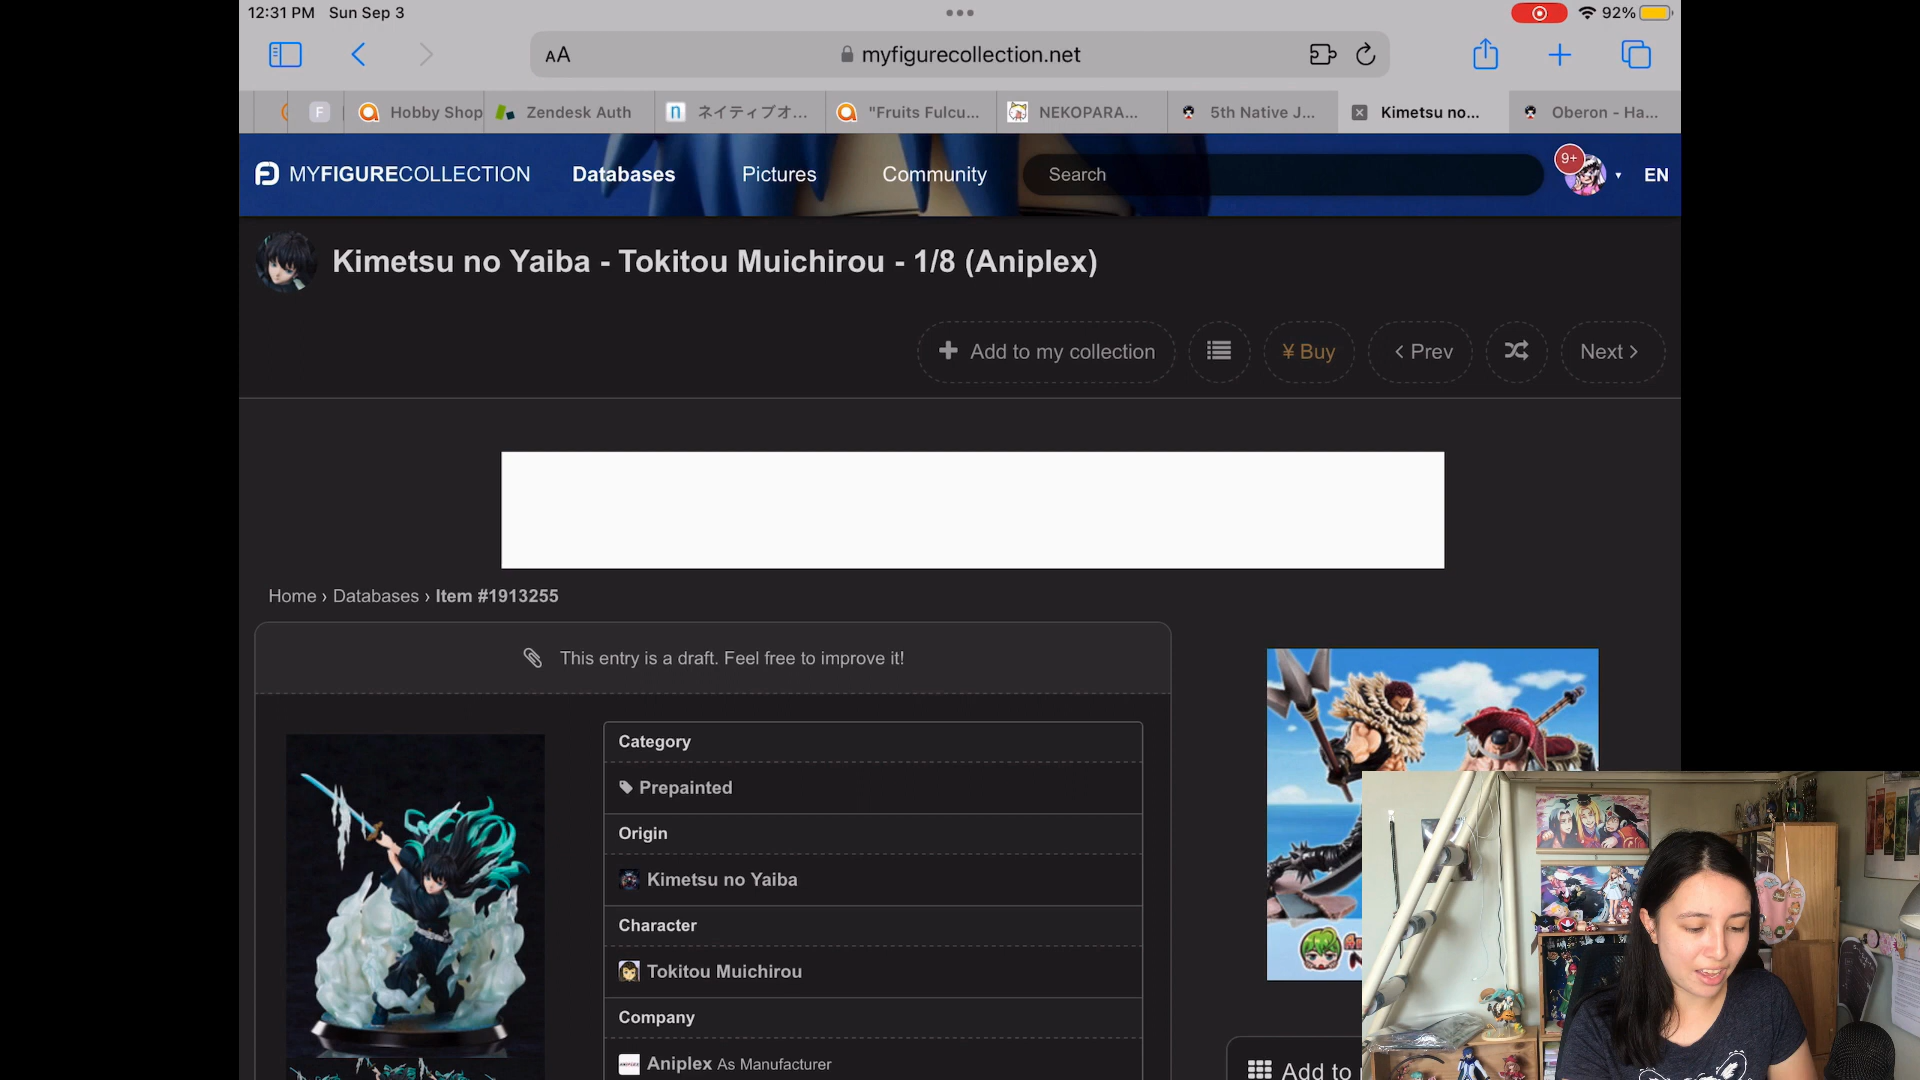 12:31 PM Sun Sep 3
92%
AA
myfigurecollection.net
F
Hobby Shop
Zendesk Auth
n
ネイティブオ...
"Fruits Fulcu...
NEKOPARA...
5th Native J...
Kimetsu no...
Oberon - Ha...
MYFIGURECOLLECTION
Databases
Pictures
Community
Search
9+
EN
Kimetsu no Yaiba - Tokitou Muichirou - 1/8 (Aniplex)
Add to my collection
¥ Buy
Prev
Next
Home › Databases › Item #1913255
This entry is a draft. Feel free to improve it!
Category
Prepainted
Origin
Kimetsu no Yaiba
Character
Tokitou Muichirou
Company
Aniplex As Manufacturer
Add to